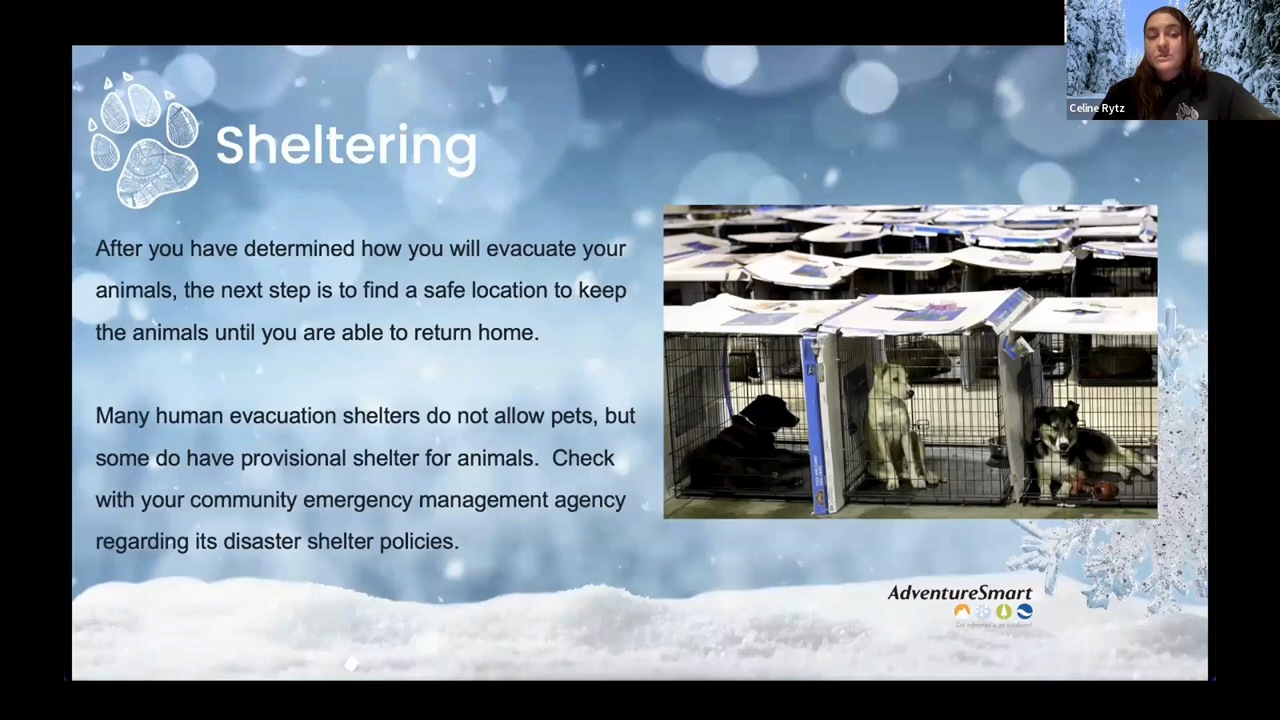 Celine Rytz
Sheltering
After you have determined how you will evacuate your
animals, the next step is to find a safe location to keep
the animals until you are able to return home.
Many human evacuation shelters do not allow pets, but
some do have provisional shelter for animals.  Check
with your community emergency management agency
regarding its disaster shelter policies.
AdventureSmart